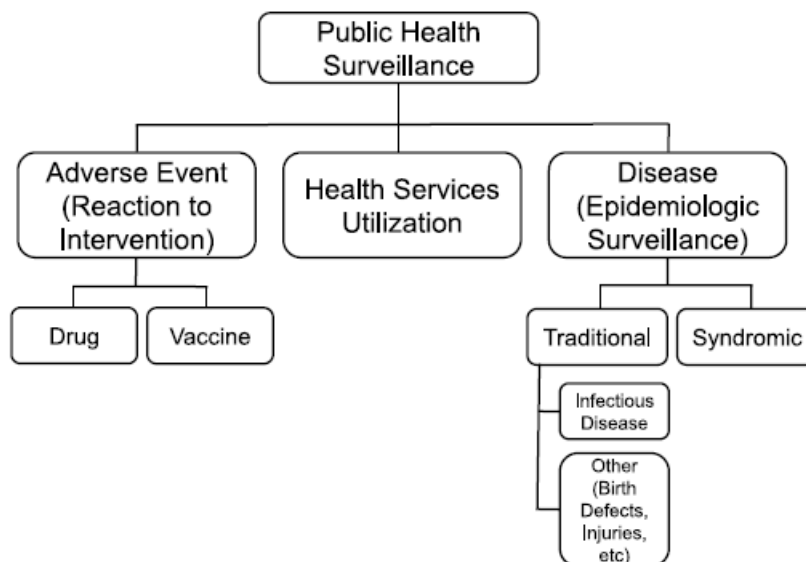 Public Health
Surveillance
Adverse Event
(Reaction to
Intervention)
Health Services
Utilization
Disease
(Epidemiologic
Surveillance)
Drug
Vaccine
Traditional
Syndromic
Infectious
Disease
Other
(Birth
Defects,
Injuries,
etc)